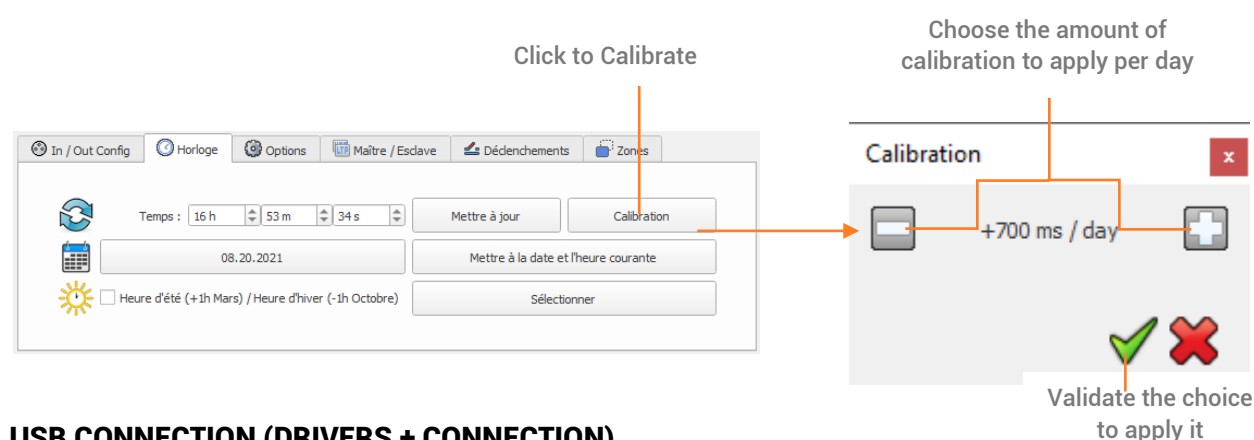 Choose the amount of
calibration to apply per day
Click to Calibrate
In / Out Config Horloge Options Maître / Esclave Déclenchements Zones
Calibration x
Temps : 16 h 53 m 34 s Mettre à jour Calibration
+700 ms / day
08.20.2021 Mettre à la date et l'heure courante
Heure d'été (+1h Mars) / Heure d'hiver (-1h Octobre) Sélectionner
Validate the choice
to apply it
USB CONNECTION (DRIVERS + CONNECTION)